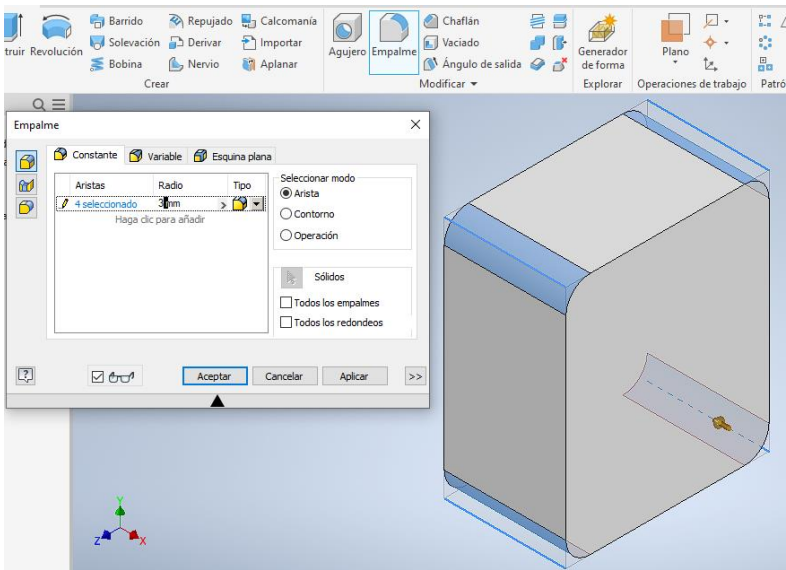 Barrido Repujado Calcomanía Chaflán
truir Revolución Solevación Derivar Importar Agujero Empalme Vaciado Generador de forma Plano
Bobina Nervio Aplanar Ángulo de salida
Crear Modificar Explorar Operaciones de trabajo Patró
Empalme
Constante Variable Esquina plana
Aristas Radio Tipo
4 seleccionado 3 mm
Haga clic para añadir
Seleccionar modo
Arista
Contorno
Operación
Sólidos
Todos los empalmes
Todos los redondeos
? Aceptar Cancelar Aplicar >>
Y
Z X